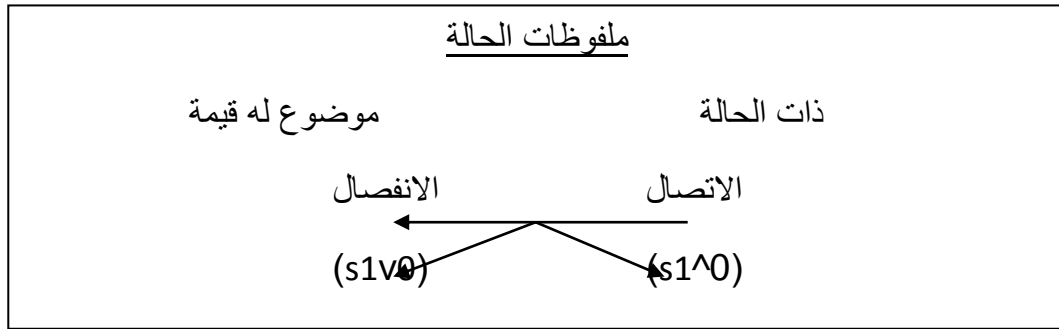 ملفوظات الحالة
ذات الحالة موضوع له قيمة
الاتصال الانفصال
(s1^0) (s1v0)